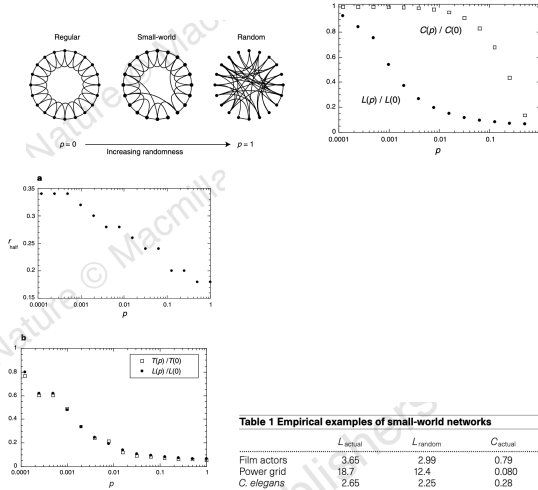 Regular Small-world Random
p = 0 Increasing randomness p = 1
1
0.8
0.6
0.4
0.2
0
C(p) / C(0)
L(p) / L(0)
0.0001 0.001 0.01 0.1 1
p
a
0.35
0.3
0.25
0.2
0.15
r half
0.0001 0.001 0.01 0.1 1
p
b
1
0.8
0.6
0.4
0.2
0
T(p) /T(0)
L(p) /L(0)
0.0001 0.001 0.01 0.1 1
p
Table 1 Empirical examples of small-world networks
L actual L random C actual
Film actors 3.65 2.99 0.79
Power grid 18.7 12.4 0.080
C. elegans 2.65 2.25 0.28
Nature © Macmilla